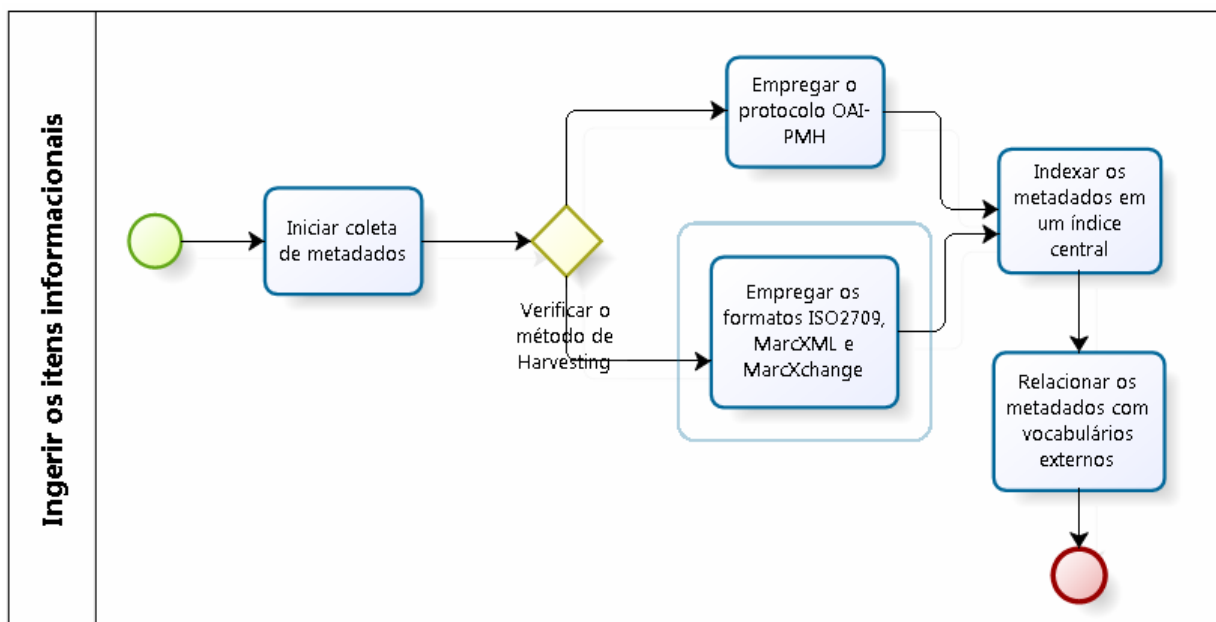 Ingerir os itens informacionais
Iniciar coleta
de metadados
Verificar o
método de
Harvesting
Empregar o
protocolo OAI-
PMH
Empregar os
formatos ISO2709,
MarcXML e
MarcXchange
Indexar os
metadados em
um índice
central
Relacionar os
metadados com
vocabulários
externos